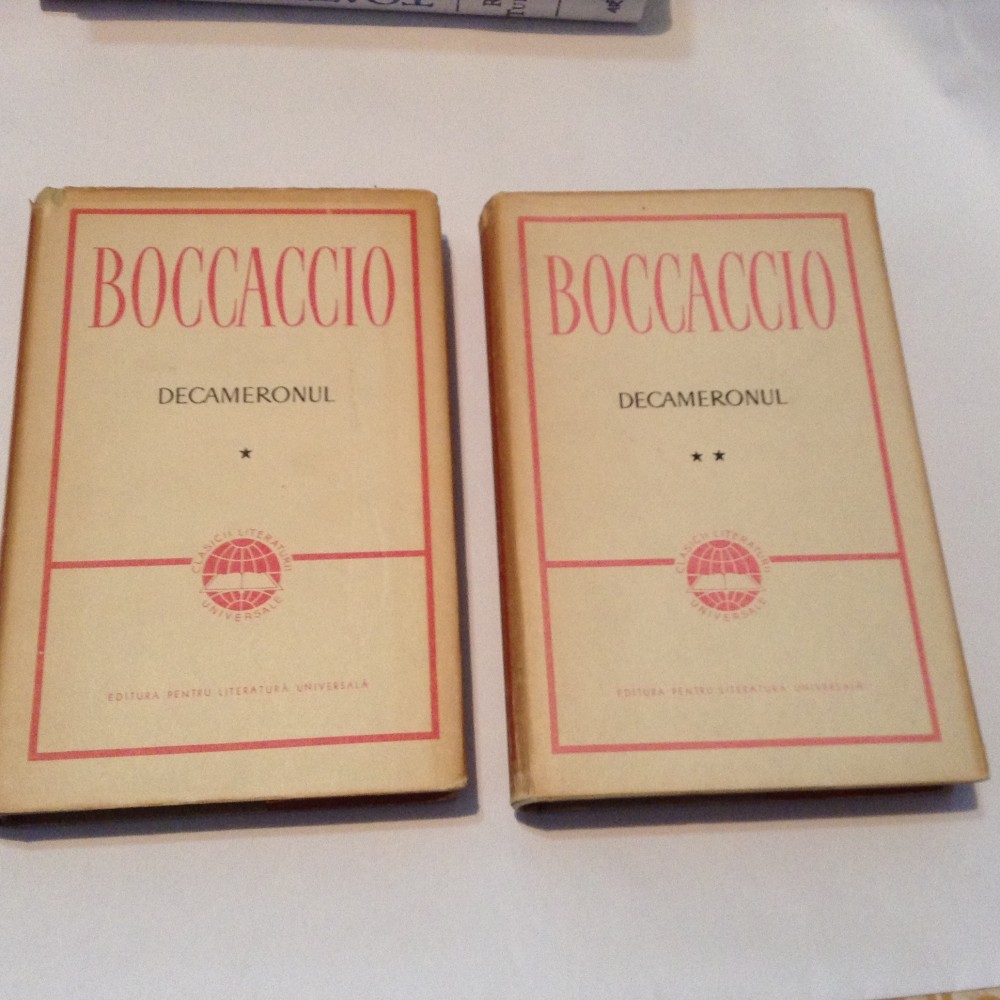 BOCCACCIO
DECAMERONUL
★
CLASICII LITERATURII
UNIVERSALE
EDITURA PENTRU LITERATURĂ UNIVERSALĂ
BOCCACCIO
DECAMERONUL
★ ★
CLASICII LITERATURII
UNIVERSALE
EDITURA PENTRU LITERATURĂ UNIVERSALĂ